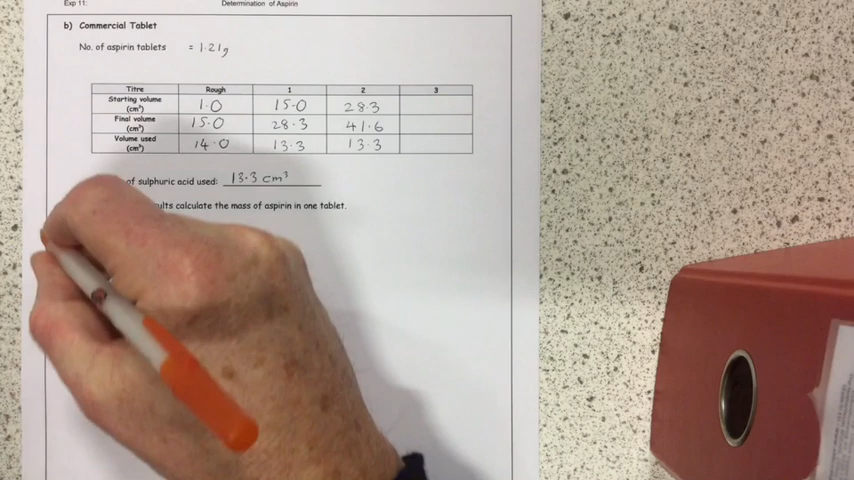 Exp 11: Determination of Aspirin
b) Commercial Tablet
No. of aspirin tablets = 1.21g
Titre Rough 1 2 3
Starting volume (cm³) 1.0 15.0 28.3
Final volume (cm³) 15.0 28.3 41.6
Volume used (cm³) 14.0 13.3 13.3
of sulphuric acid used: 13.3 cm³
calculate the mass of aspirin in one tablet.